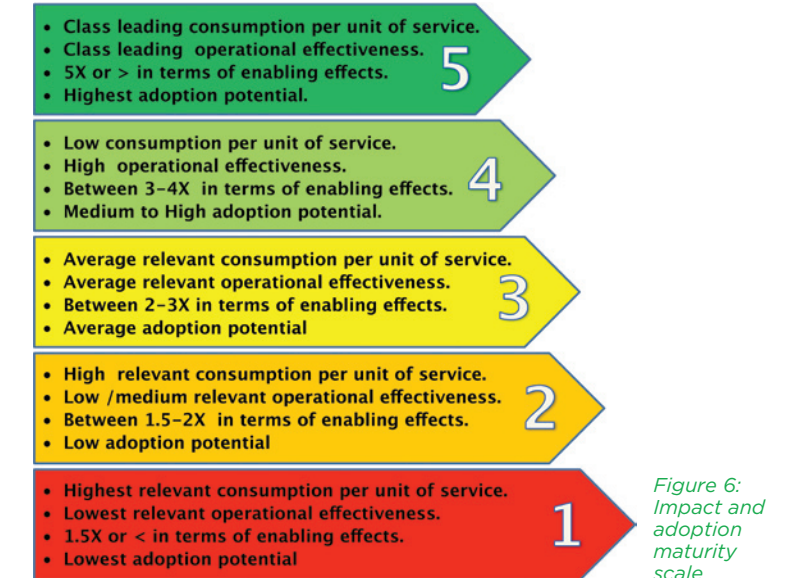 • Class leading consumption per unit of service.
• Class leading operational effectiveness.
• 5X or > in terms of enabling effects.
• Highest adoption potential.
5
• Low consumption per unit of service.
• High operational effectiveness.
• Between 3-4X in terms of enabling effects.
• Medium to High adoption potential.
4
• Average relevant consumption per unit of service.
• Average relevant operational effectiveness.
• Between 2-3X in terms of enabling effects.
• Average adoption potential
3
• High relevant consumption per unit of service.
• Low /medium relevant operational effectiveness.
• Between 1.5-2X in terms of enabling effects.
• Low adoption potential
2
• Highest relevant consumption per unit of service.
• Lowest relevant operational effectiveness.
• 1.5X or < in terms of enabling effects.
• Lowest adoption potential
1
Figure 6:
Impact and
adoption
maturity
scale